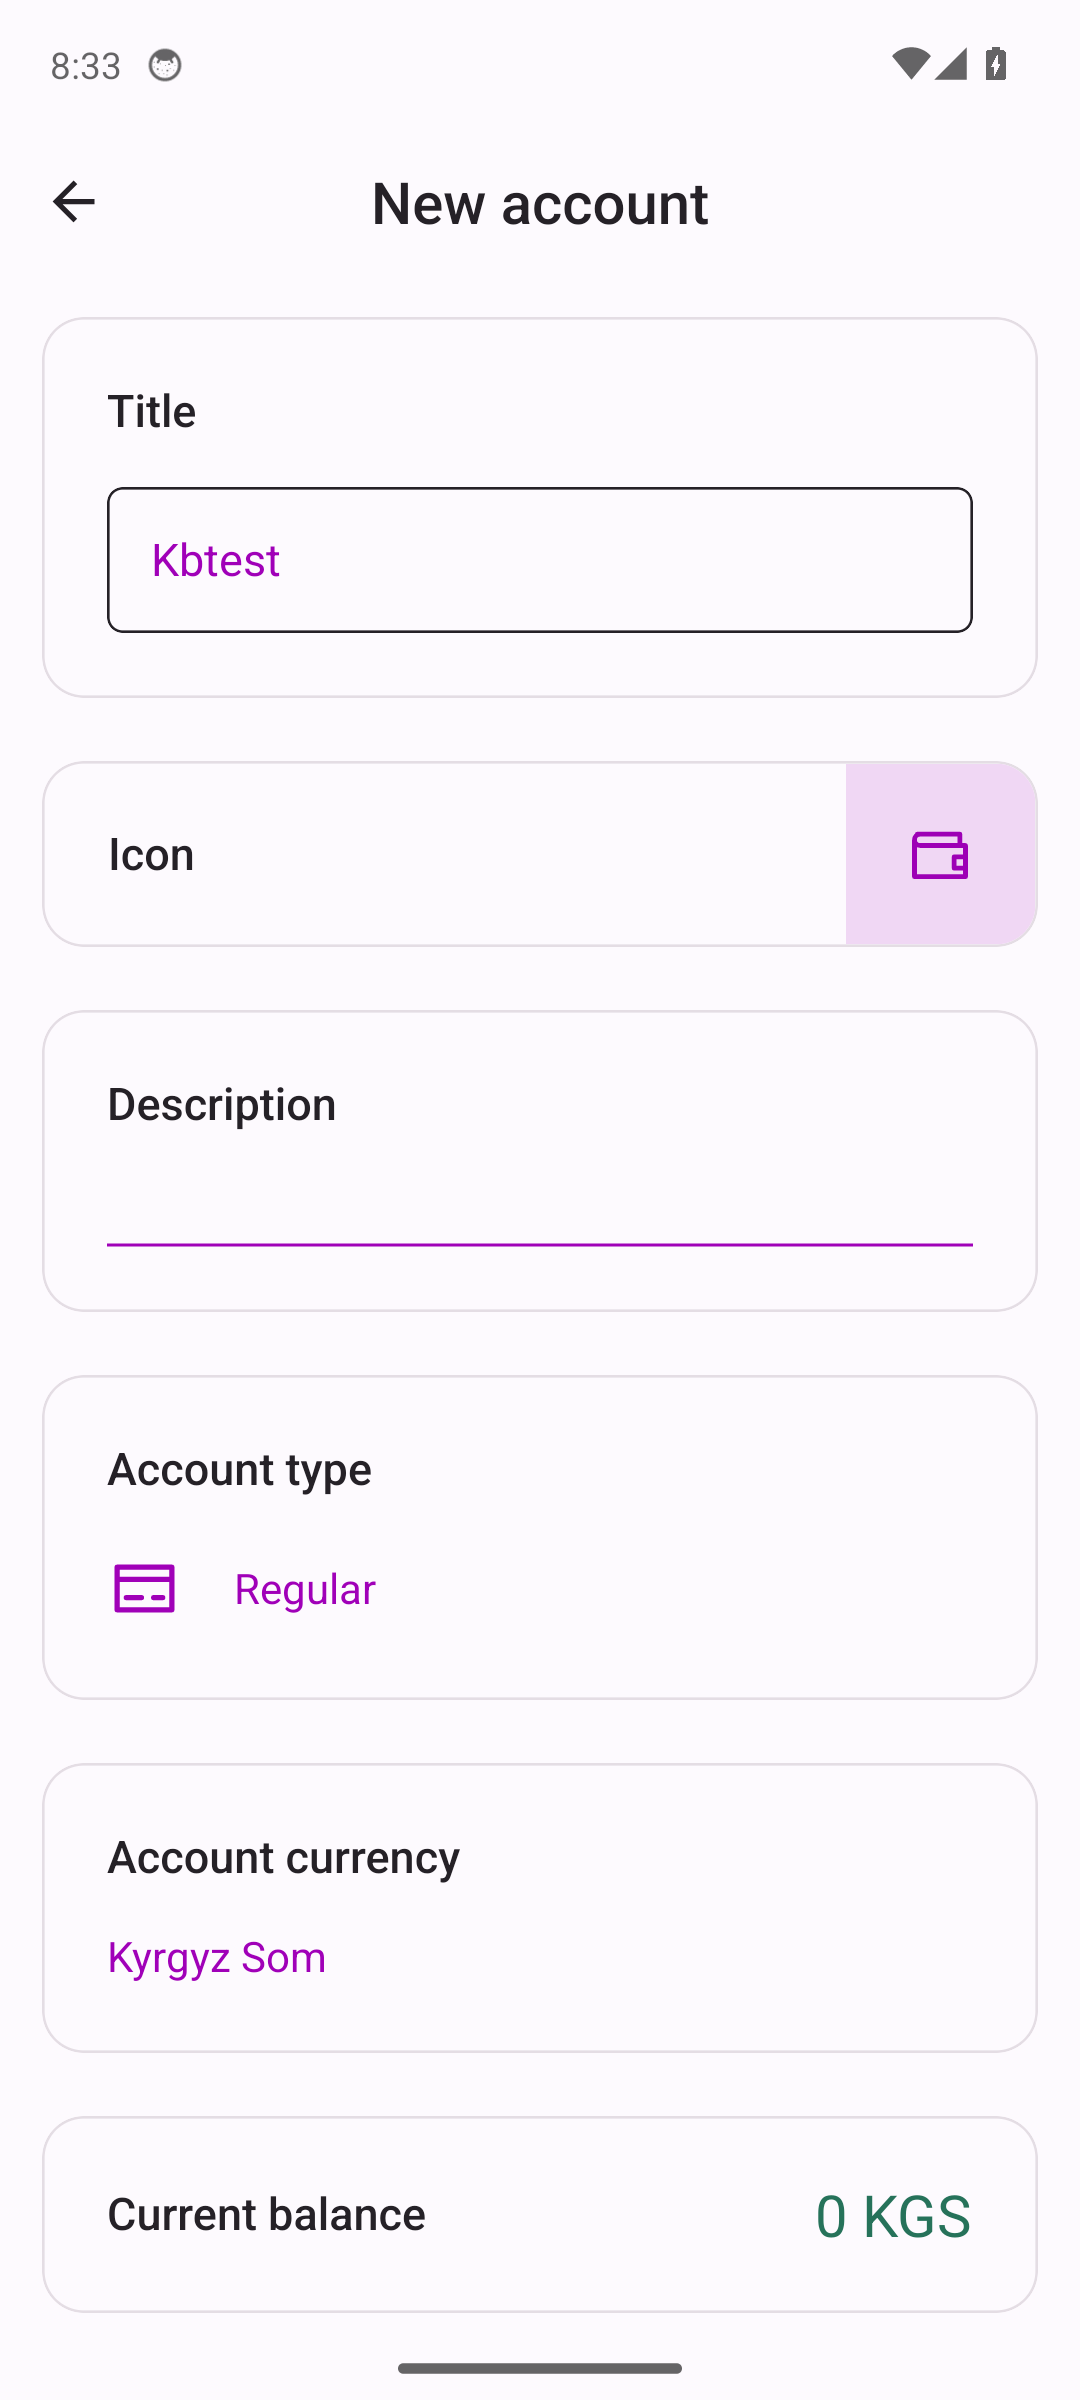 8:33
New account
Title
Kbtest
Icon
Description
Account type
Regular
Account currency
Kyrgyz Som
Current balance
0 KGS